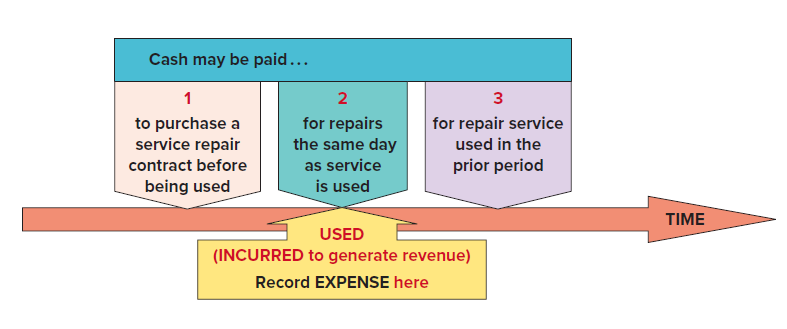 Cash may be paid...
1
to purchase a
service repair
contract before
being used
2
for repairs
the same day
as service
is used
3
for repair service
used in the
prior period
TIME
USED
(INCURRED to generate revenue)
Record EXPENSE here